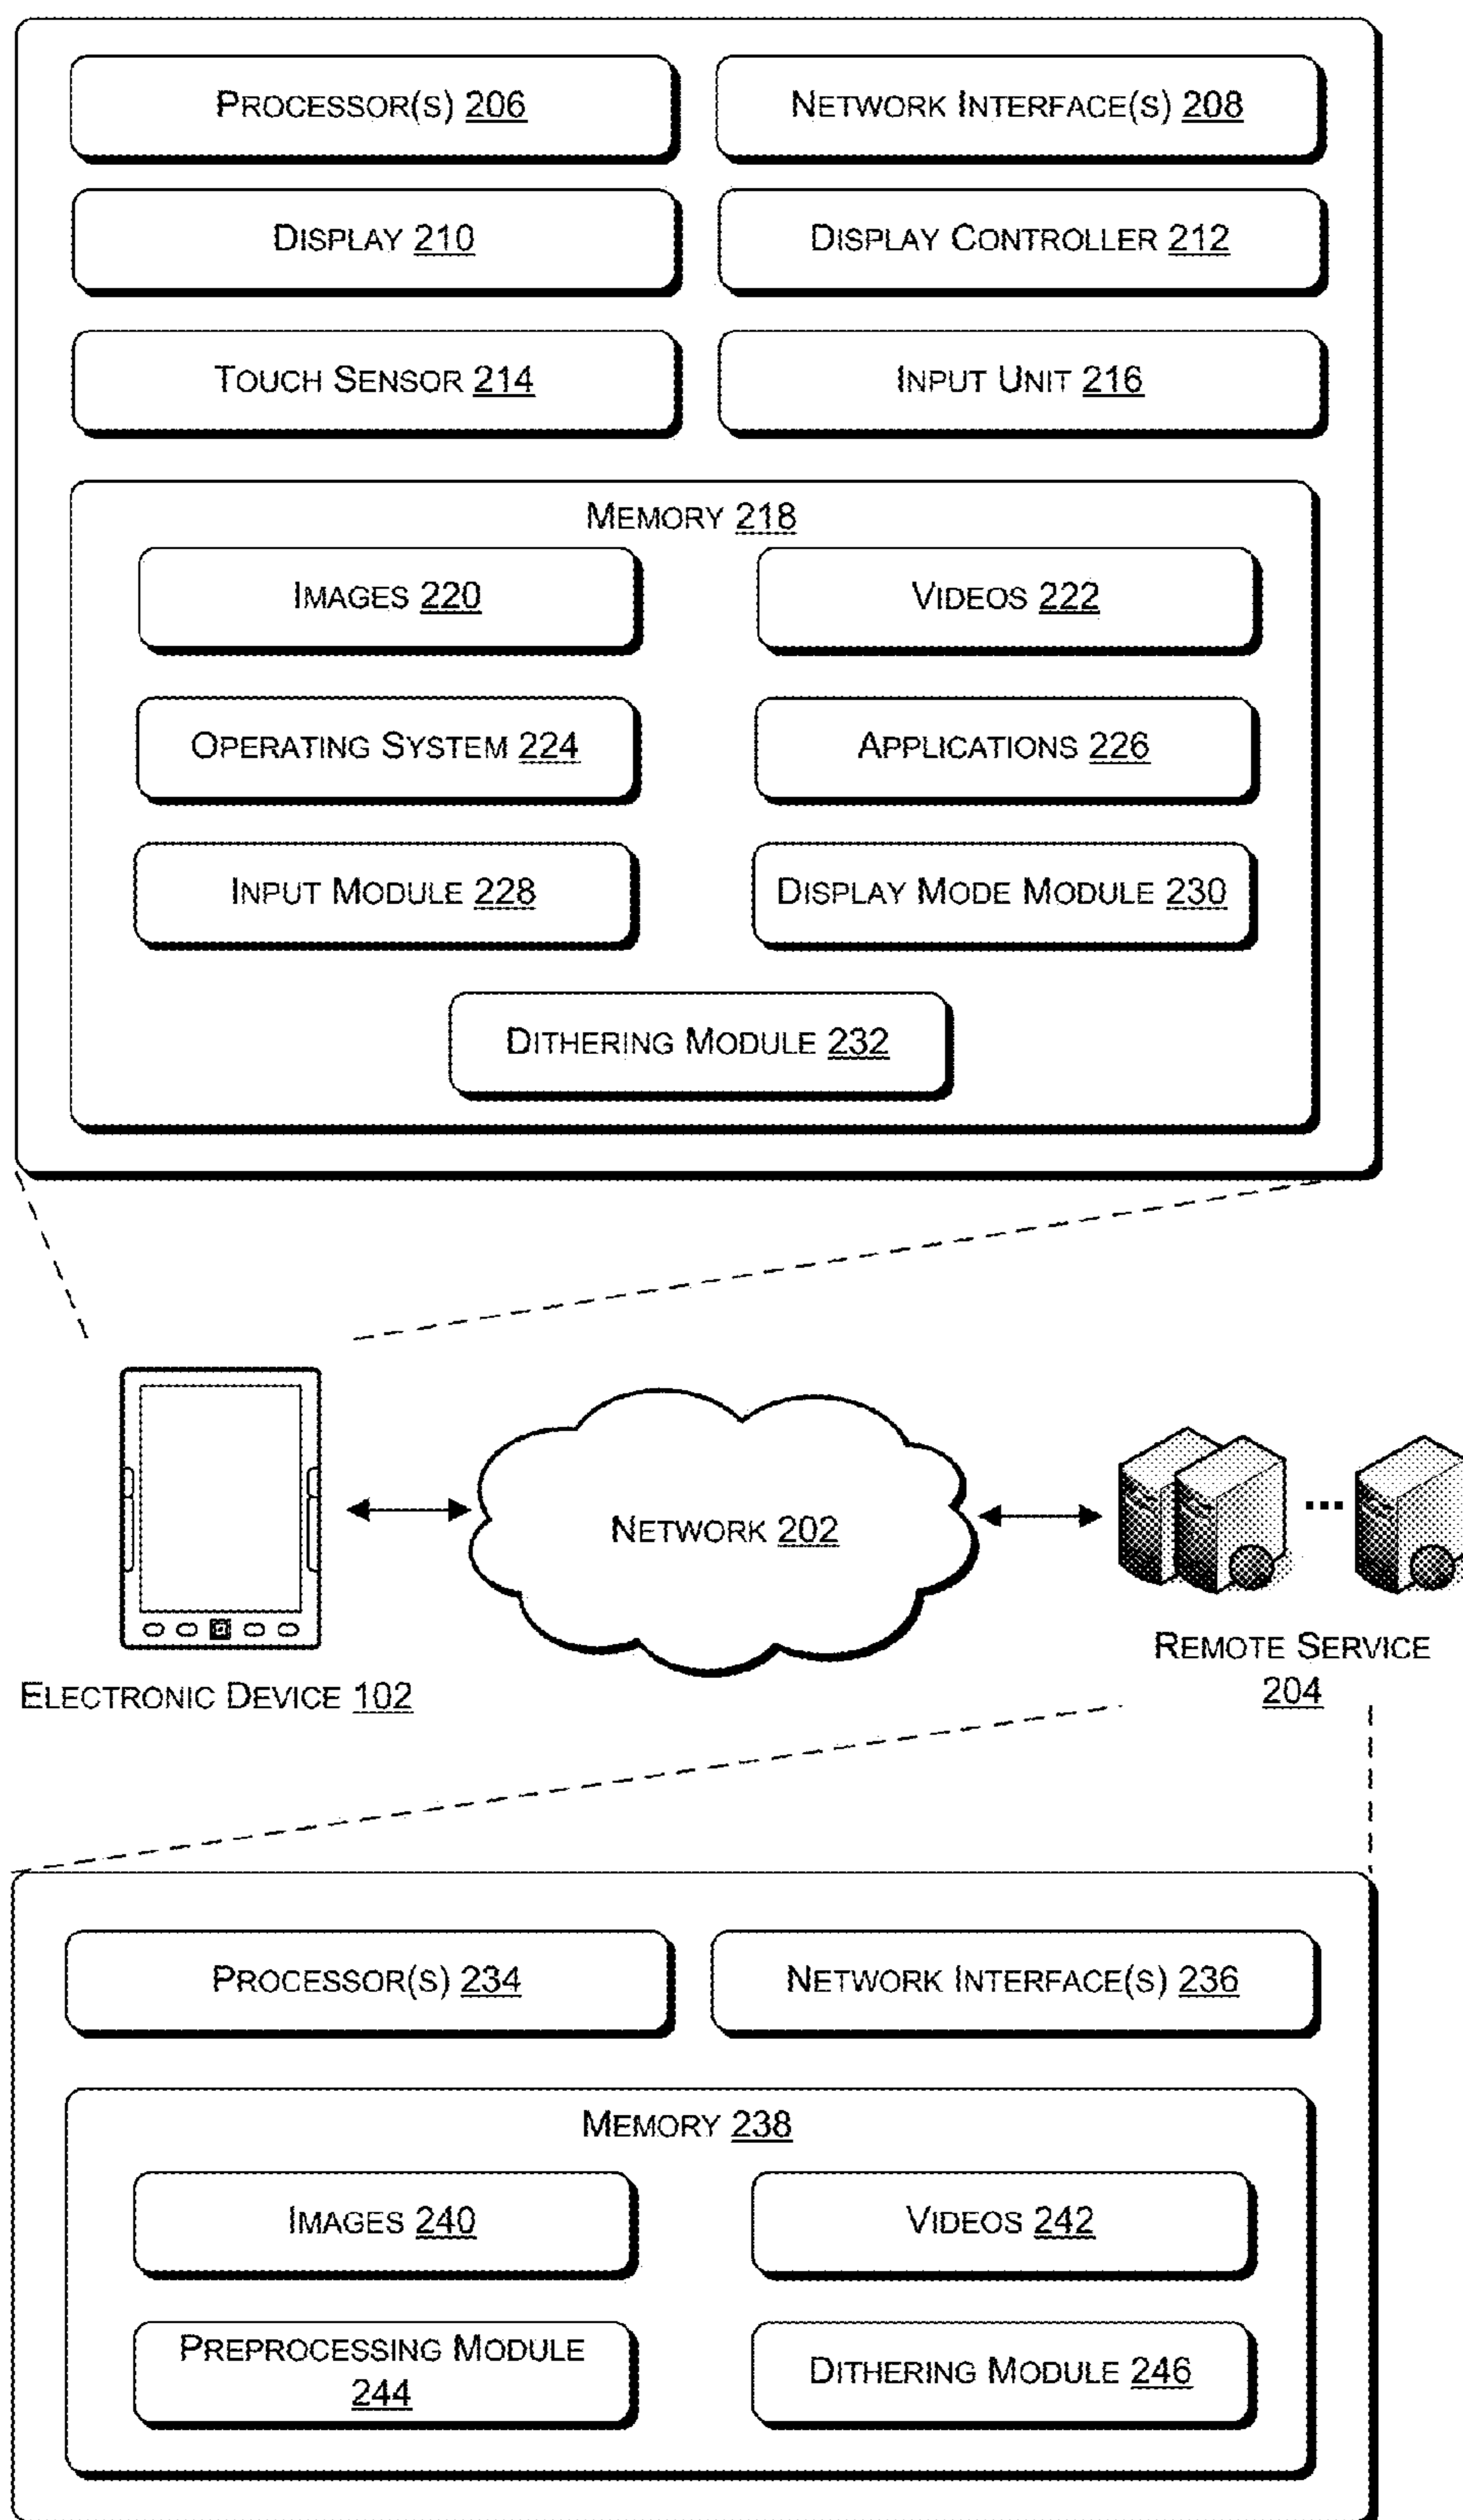 PROCESSOR(S) 206
NETWORK INTERFACE(S) 208
DISPLAY 210
DISPLAY CONTROLLER 212
TOUCH SENSOR 214
INPUT UNIT 216
MEMORY 218
IMAGES 220
VIDEOS 222
OPERATING SYSTEM 224
APPLICATIONS 226
INPUT MODULE 228
DISPLAY MODE MODULE 230
DITHERING MODULE 232
NETWORK 202
ELECTRONIC DEVICE 102
REMOTE SERVICE
204
PROCESSOR(S) 234
NETWORK INTERFACE(S) 236
MEMORY 238
IMAGES 240
VIDEOS 242
PREPROCESSING MODULE
244
DITHERING MODULE 246